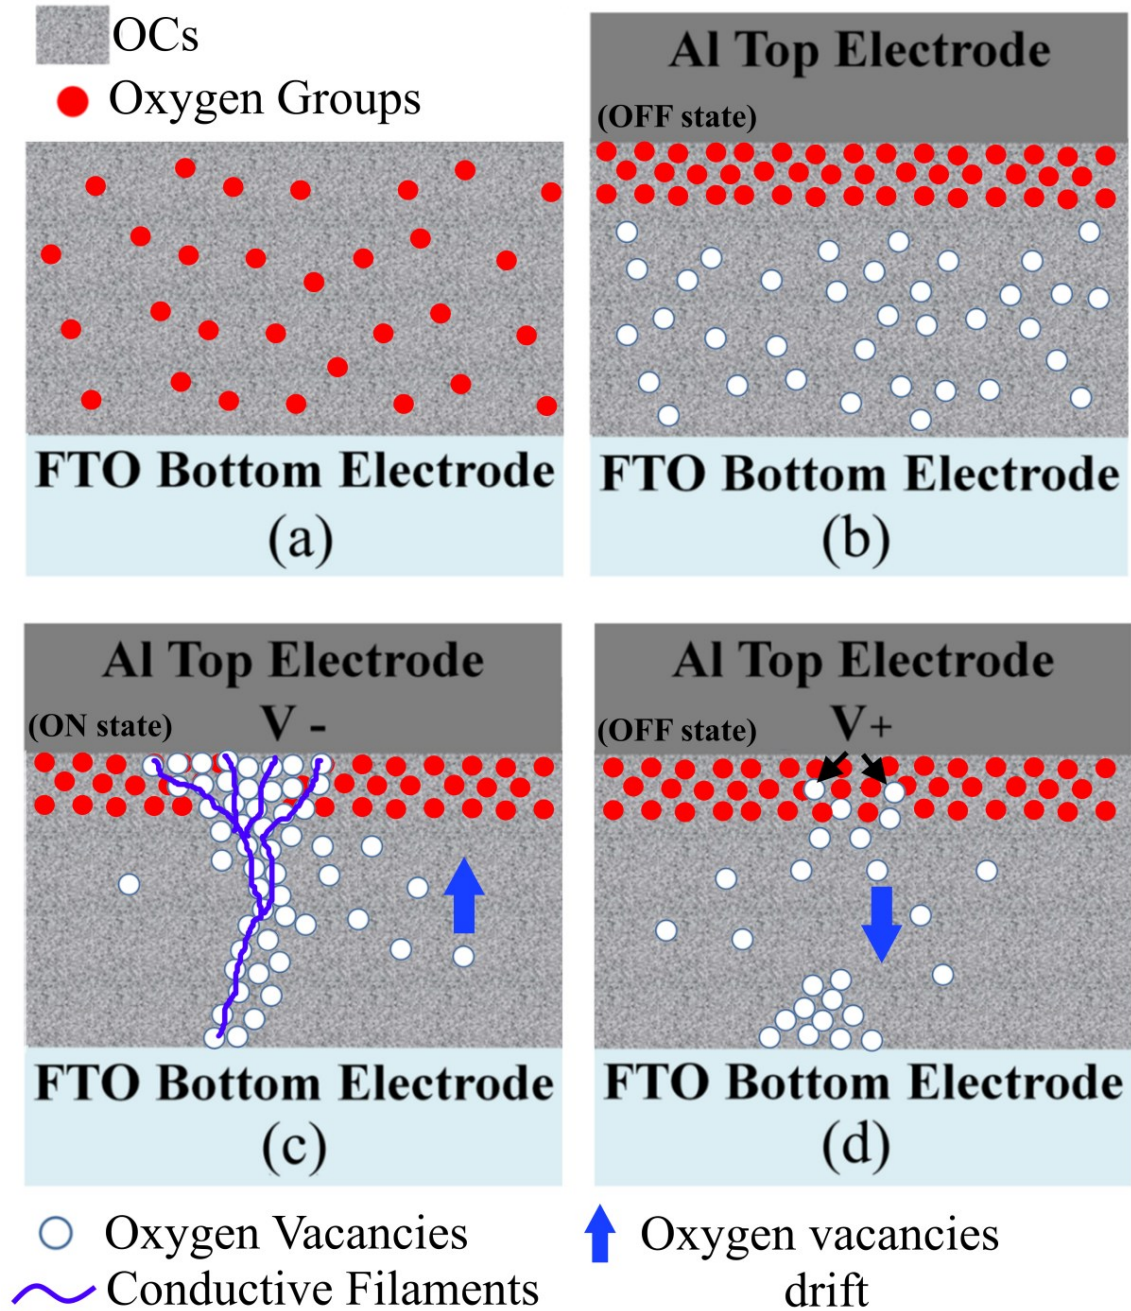 OCs
Oxygen Groups
FTO Bottom Electrode
(a)
Al Top Electrode
(OFF state)
FTO Bottom Electrode
(b)
Al Top Electrode
(ON state) V -
FTO Bottom Electrode
(c)
Al Top Electrode
(OFF state) V+
FTO Bottom Electrode
(d)
Oxygen Vacancies
Conductive Filaments
Oxygen vacancies
drift